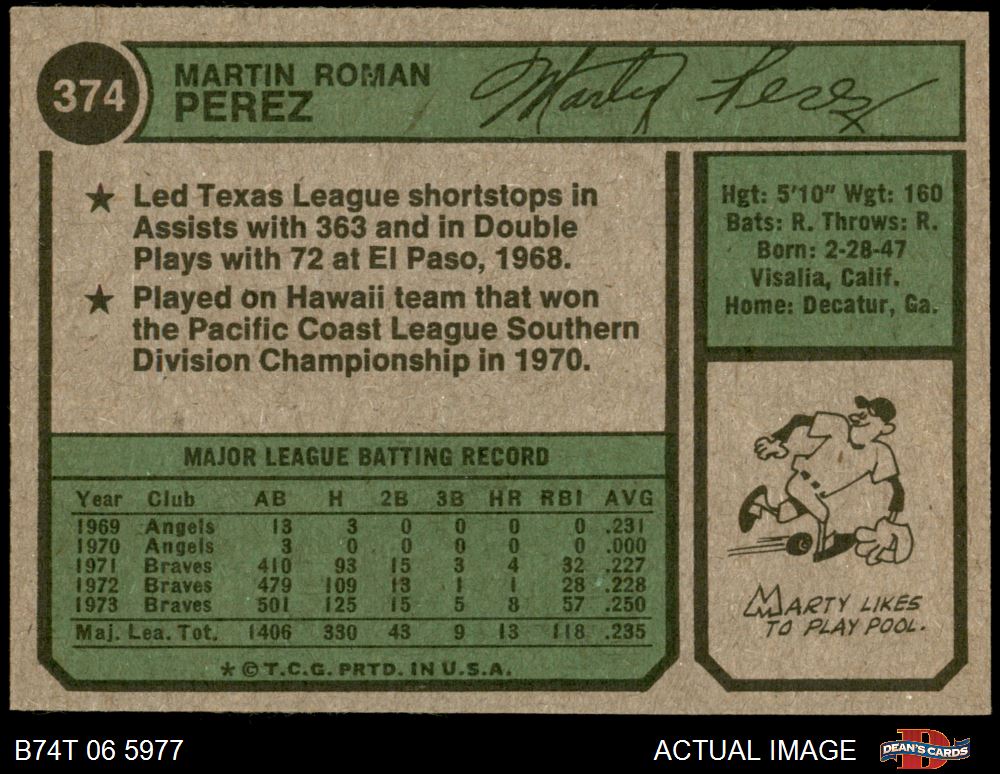 374
MARTIN ROMAN
PEREZ
Marty Perez
★ Led Texas League shortstops in
Assists with 363 and in Double
Plays with 72 at El Paso, 1968.
★ Played on Hawaii team that won
the Pacific Coast League Southern
Division Championship in 1970.
Hgt: 5'10" Wgt: 160
Bats: R. Throws: R.
Born: 2-28-47
Visalia, Calif.
Home: Decatur, Ga.
MAJOR LEAGUE BATTING RECORD
Year Club AB H 2B 3B HR RBI AVG
1969 Angels 13 3 0 0 0 0 .231
1970 Angels 3 0 0 0 0 0 .000
1971 Braves 410 93 15 3 4 32 .227
1972 Braves 479 109 13 1 1 28 .228
1973 Braves 501 125 15 5 8 57 .250
Maj. Lea. Tot. 1406 330 43 9 13 118 .235
* © T.C.G. PRTD. IN U.S.A.
MARTY LIKES
TO PLAY POOL.
B74T 06 5977
ACTUAL IMAGE
DEAN'S CARDS